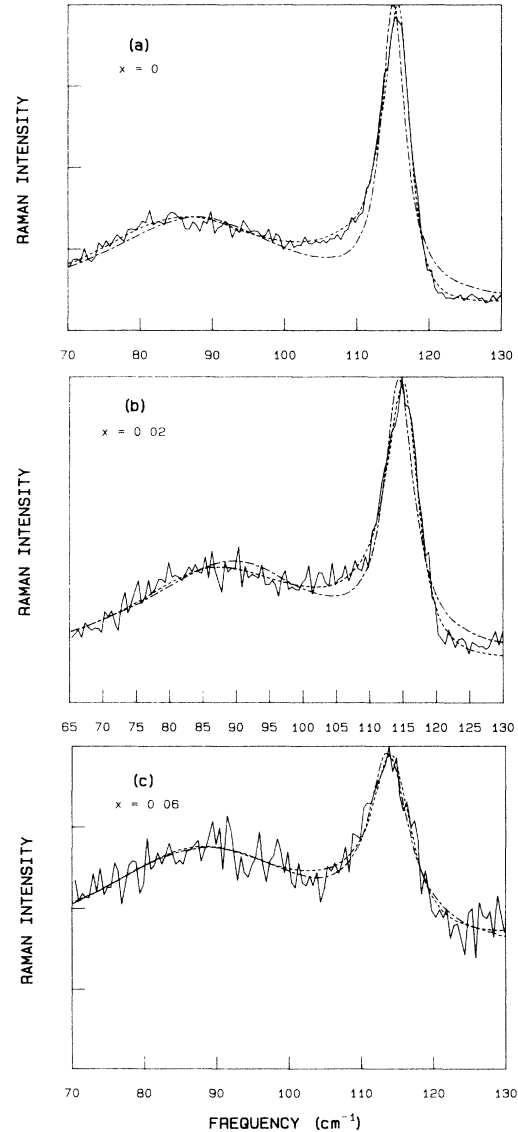 (a)
x = 0
RAMAN INTENSITY
70 80 90 100 110 120 130
(b)
x = 0 02
RAMAN INTENSITY
65 70 75 80 85 90 95 100 105 110 115 120 125 130
(c)
x = 0 06
RAMAN INTENSITY
70 80 90 100 110 120 130
FREQUENCY (cm⁻¹)